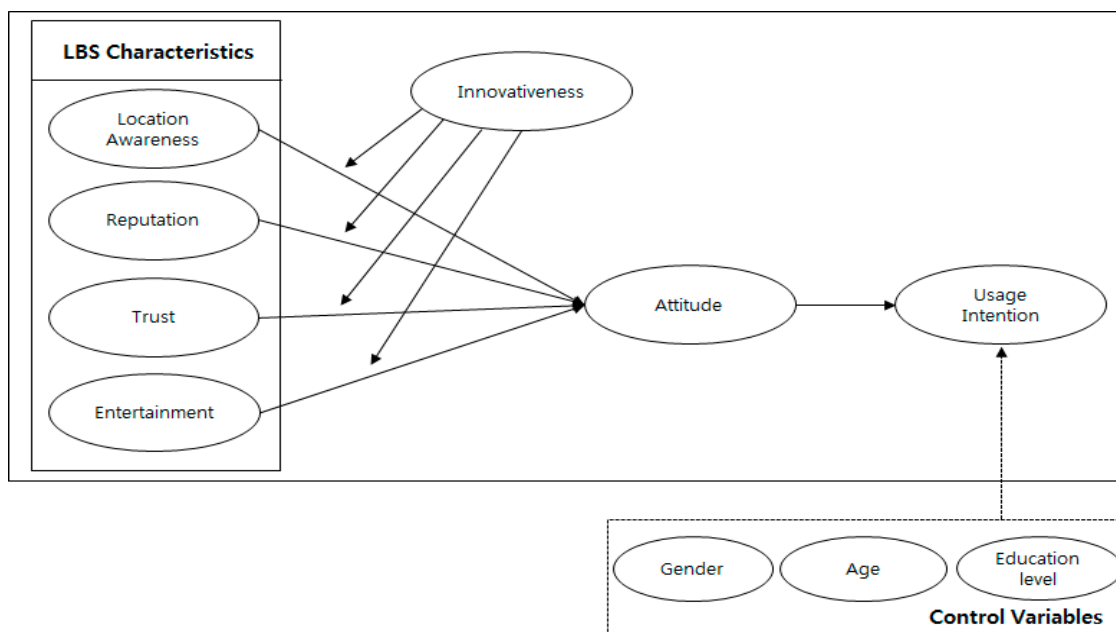 LBS Characteristics
Location
Awareness
Reputation
Trust
Entertainment
Innovativeness
Attitude
Usage
Intention
Gender
Age
Education
level
Control Variables